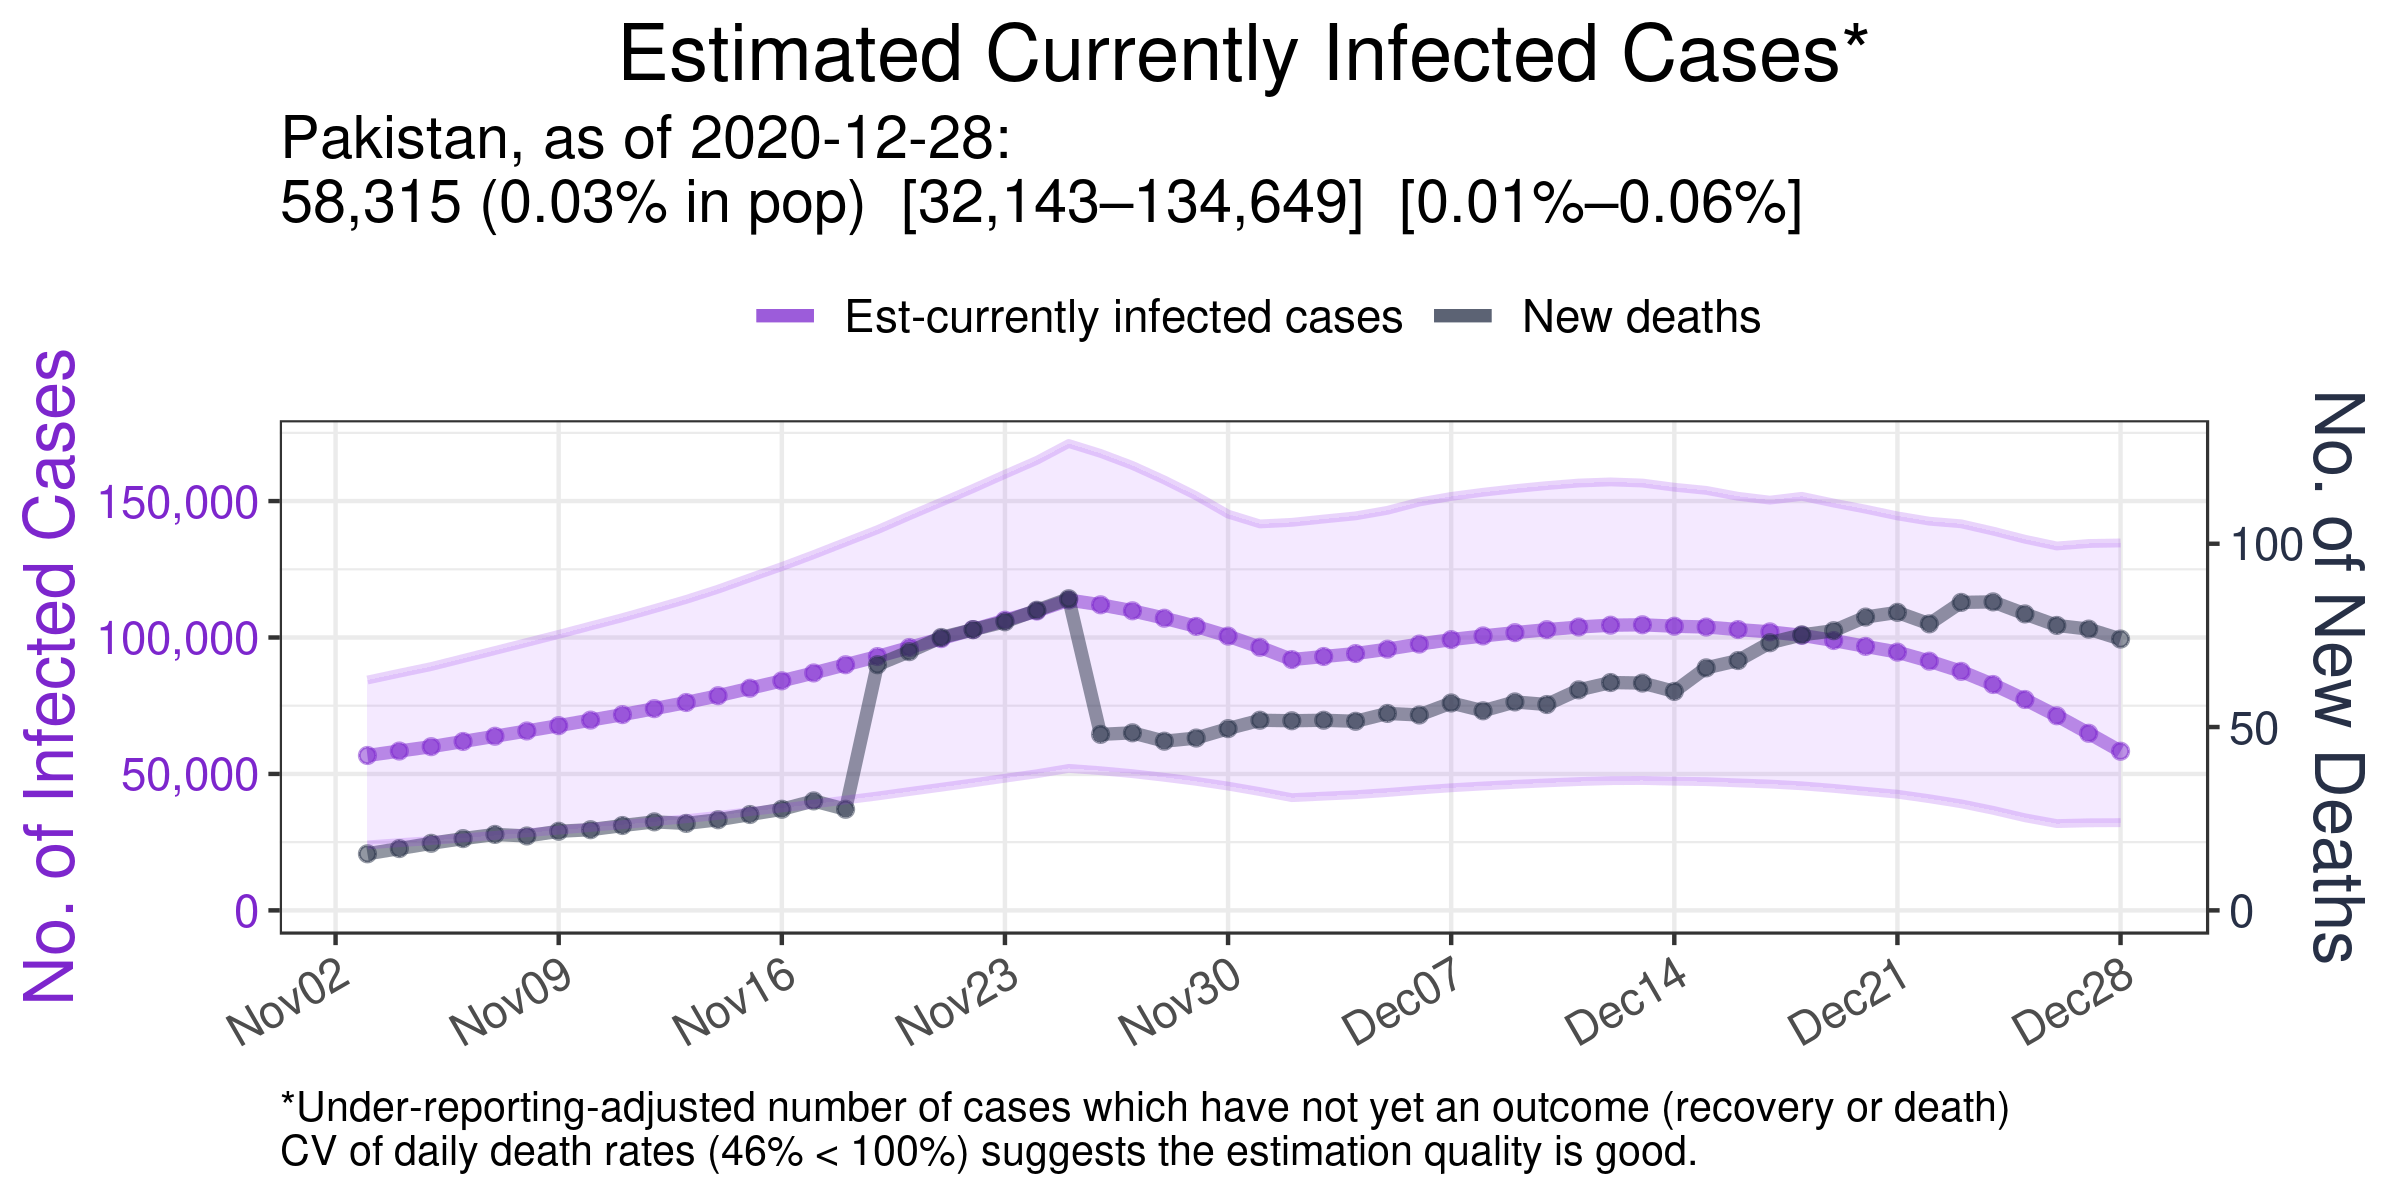 Estimated Currently Infected Cases*
Pakistan, as of 2020-12-28:
58,315 (0.03% in pop)  [32,143–134,649]  [0.01%–0.06%]
Est-currently infected cases
New deaths
No. of Infected Cases
150,000
100,000
50,000
0
No. of New Deaths
100
50
0
Nov02
Nov09
Nov16
Nov23
Nov30
Dec07
Dec14
Dec21
Dec28
*Under-reporting-adjusted number of cases which have not yet an outcome (recovery or death)
CV of daily death rates (46% < 100%) suggests the estimation quality is good.